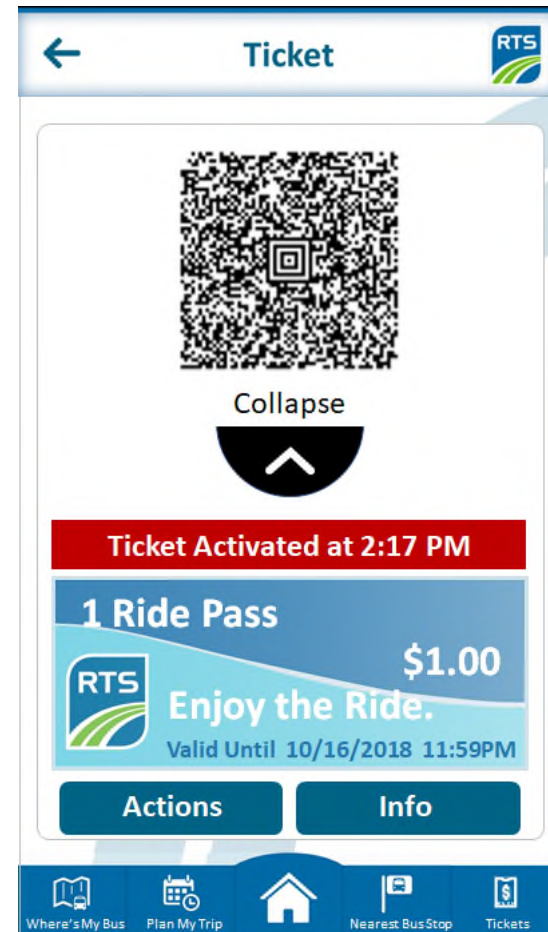 Ticket
RTS
Collapse
Ticket Activated at 2:17 PM
1 Ride Pass
$1.00
RTS
Enjoy the Ride.
Valid Until 10/16/2018 11:59PM
Actions Info
Where's My Bus Plan My Trip Nearest Bus Stop Tickets